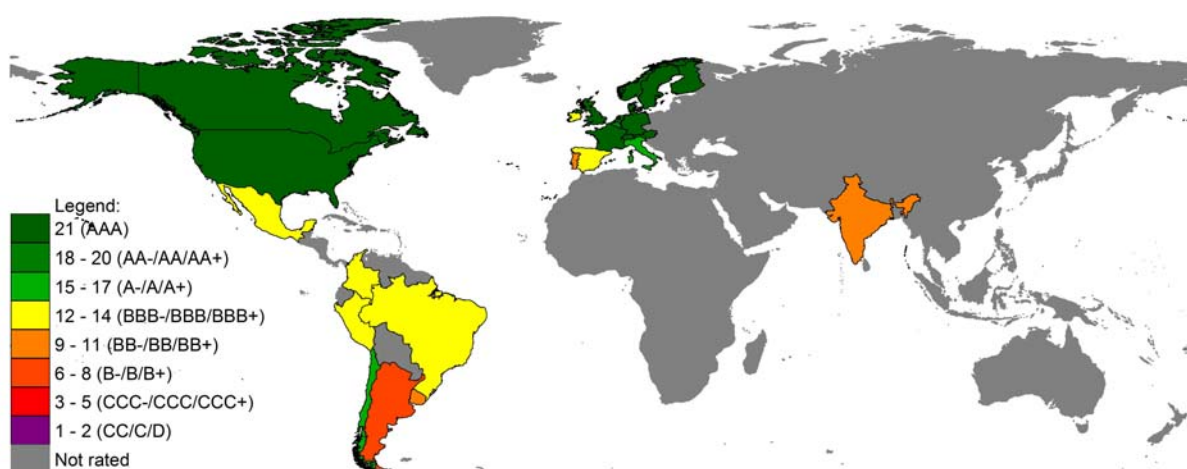 Legend:
21 (AAA)
18 - 20 (AA-/AA/AA+)
15 - 17 (A-/A/A+)
12 - 14 (BBB-/BBB/BBB+)
9 - 11 (BB-/BB/BB+)
6 - 8 (B-/B/B+)
3 - 5 (CCC-/CCC/CCC+)
1 - 2 (CC/C/D)
Not rated